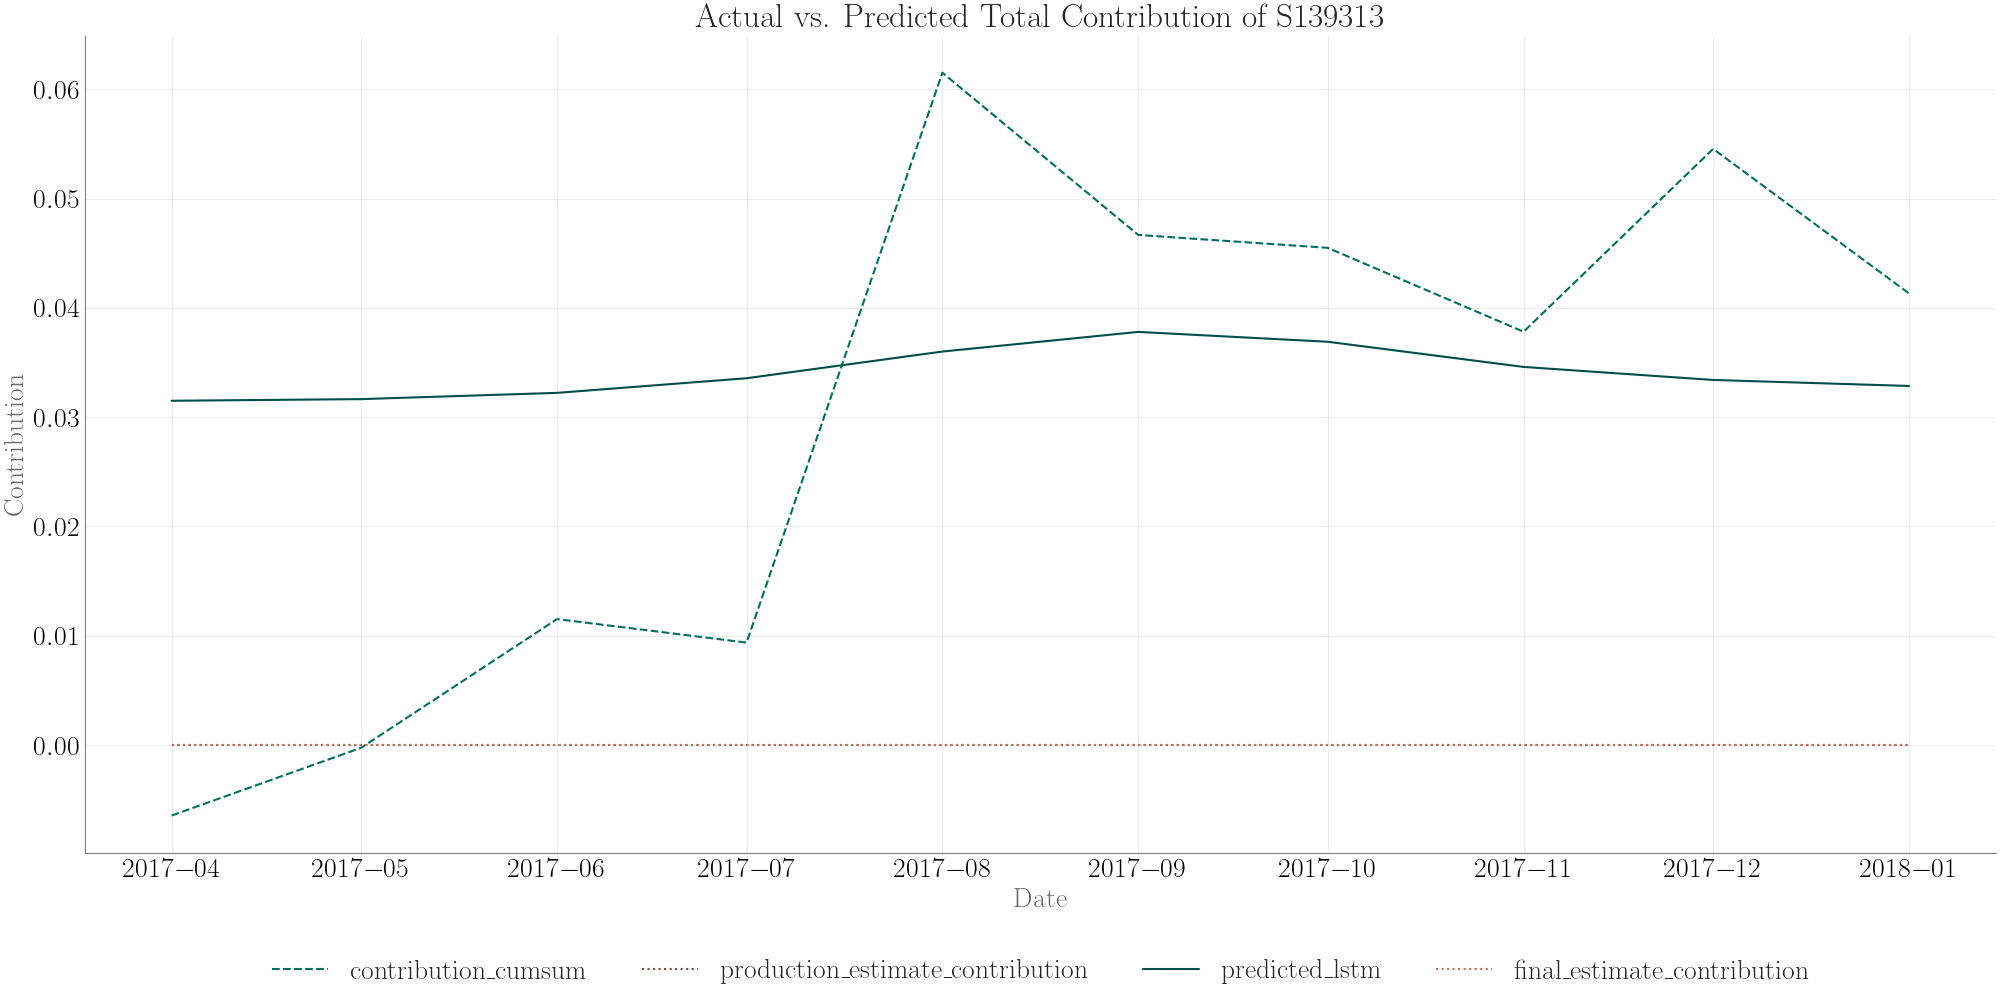 Actual vs. Predicted Total Contribution of S139313
Contribution
0.06
0.05
0.04
0.03
0.02
0.01
0.00
2017−04 2017−05 2017−06 2017−07 2017−08 2017−09 2017−10 2017−11 2017−12 2018−01
Date
contribution_cumsum production_estimate_contribution predicted_lstm final_estimate_contribution